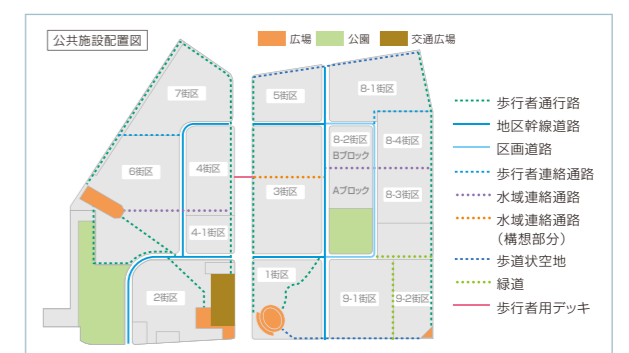 公共施設配置図
広場
公園
交通広場
7街区
5街区
8-1街区
8-2街区
Bブロック
8-4街区
6街区
4街区
3街区
Aブロック
8-3街区
4-1街区
1街区
2街区
9-1街区
9-2街区
歩行者通行路
地区幹線道路
区画道路
歩行者連絡通路
水域連絡通路
水域連絡通路
（構想部分）
歩道状空地
緑道
歩行者用デッキ